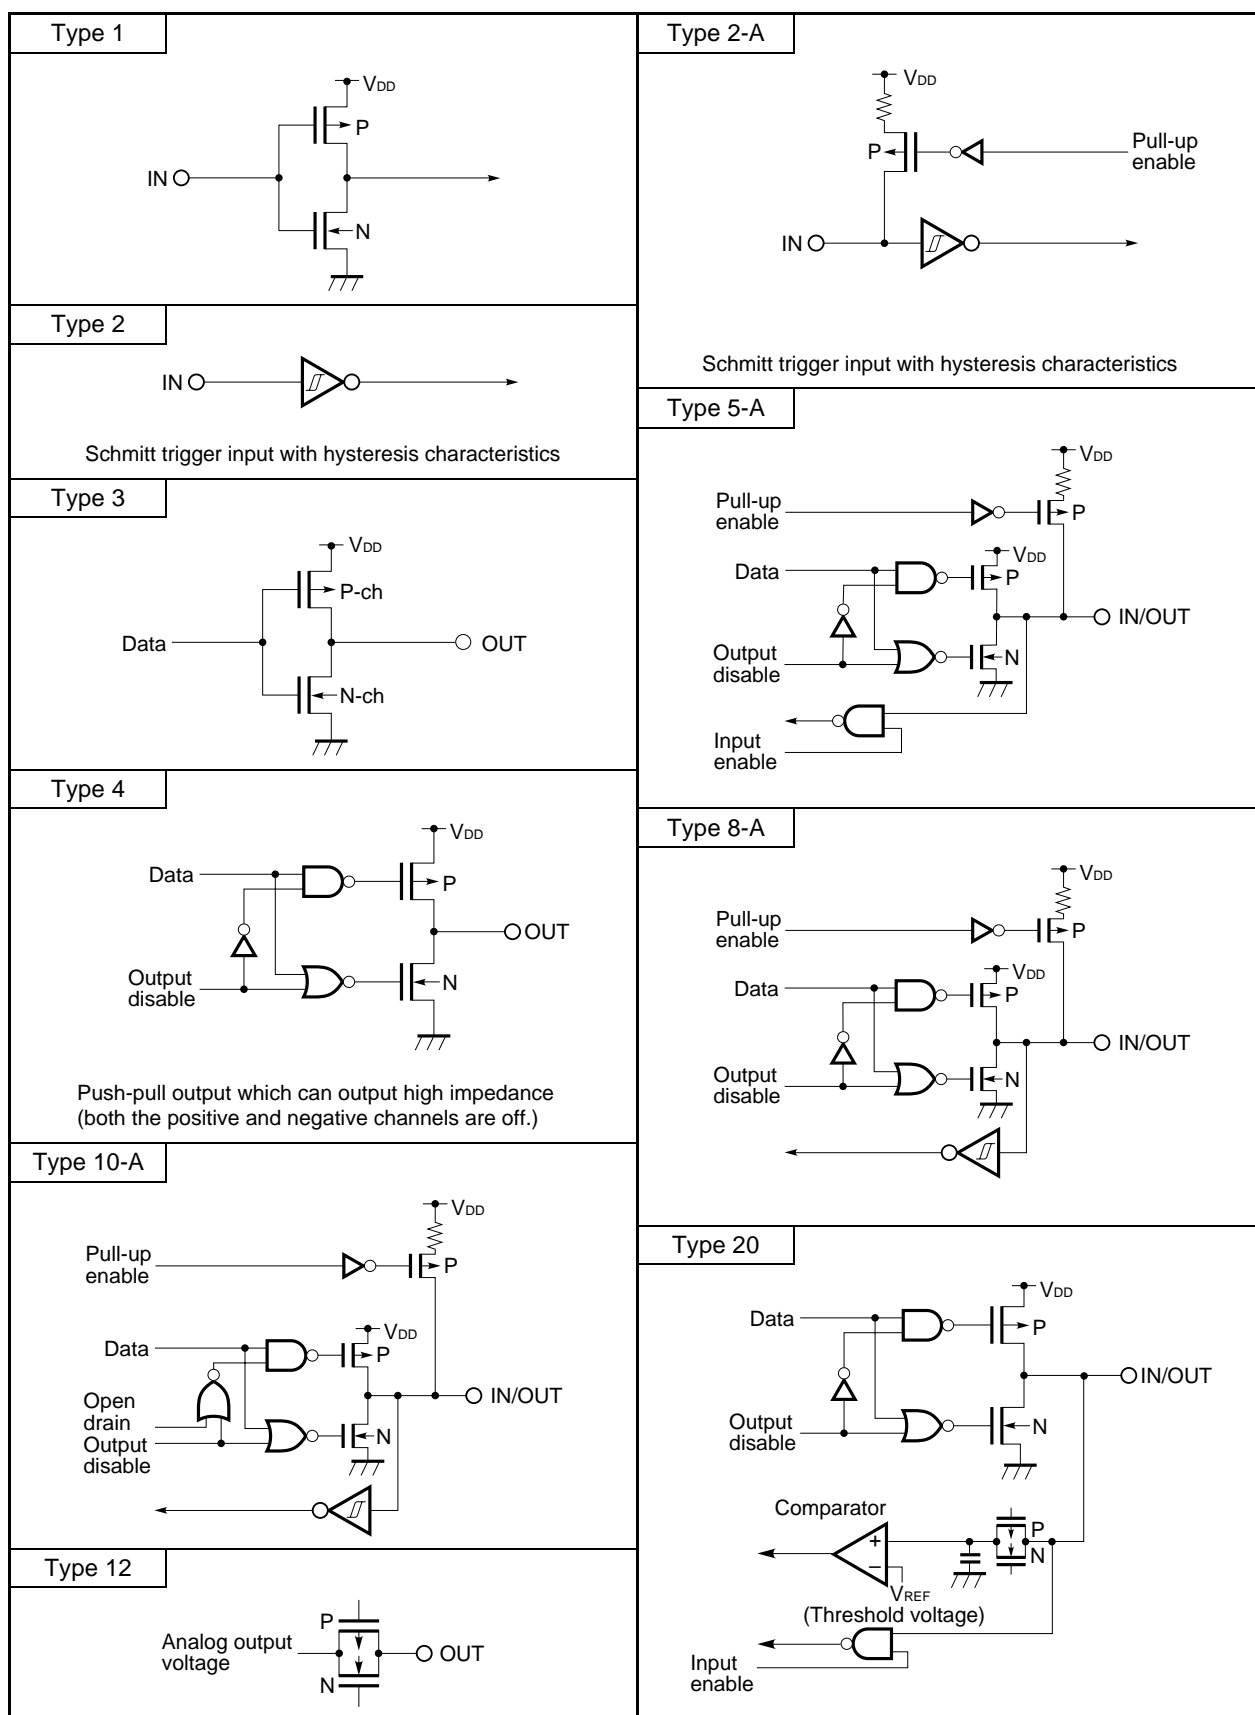 Type 1
VDD
P
IN
N
Type 2
IN
Schmitt trigger input with hysteresis characteristics
Type 3
VDD
P-ch
Data
OUT
N-ch
Type 4
VDD
Data
P
OUT
Output
disable
N
Push-pull output which can output high impedance
(both the positive and negative channels are off.)
Type 10-A
VDD
Pull-up
enable
P
VDD
Data
P
IN/OUT
Open
drain
Output
disable
N
Type 12
P
Analog output
voltage
OUT
N
Type 2-A
VDD
P
Pull-up
enable
IN
Schmitt trigger input with hysteresis characteristics
Type 5-A
VDD
Pull-up
enable
P
VDD
Data
P
IN/OUT
Output
disable
N
Input
enable
Type 8-A
VDD
Pull-up
enable
P
VDD
Data
P
IN/OUT
Output
disable
N
Type 20
VDD
Data
P
IN/OUT
Output
disable
N
Comparator
P
+
N
−
VREF
(Threshold voltage)
Input
enable